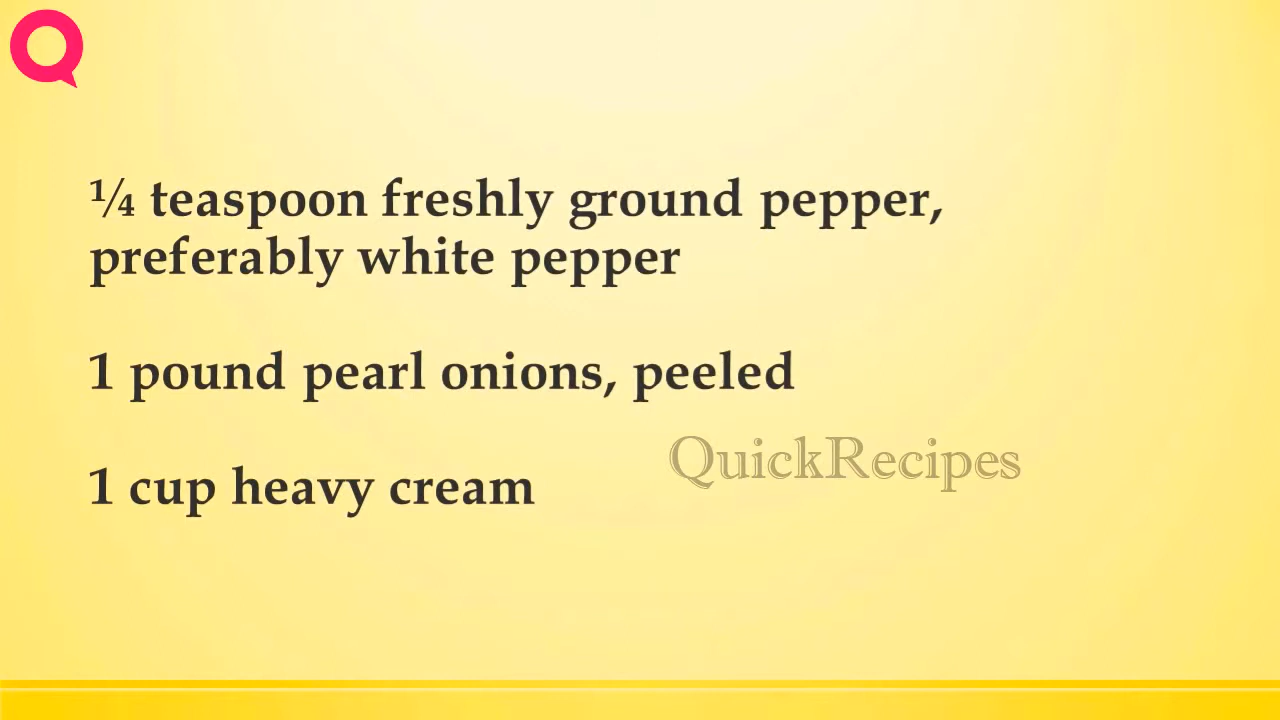 ¼ teaspoon freshly ground pepper,
preferably white pepper
1 pound pearl onions, peeled
QuickRecipes
1 cup heavy cream